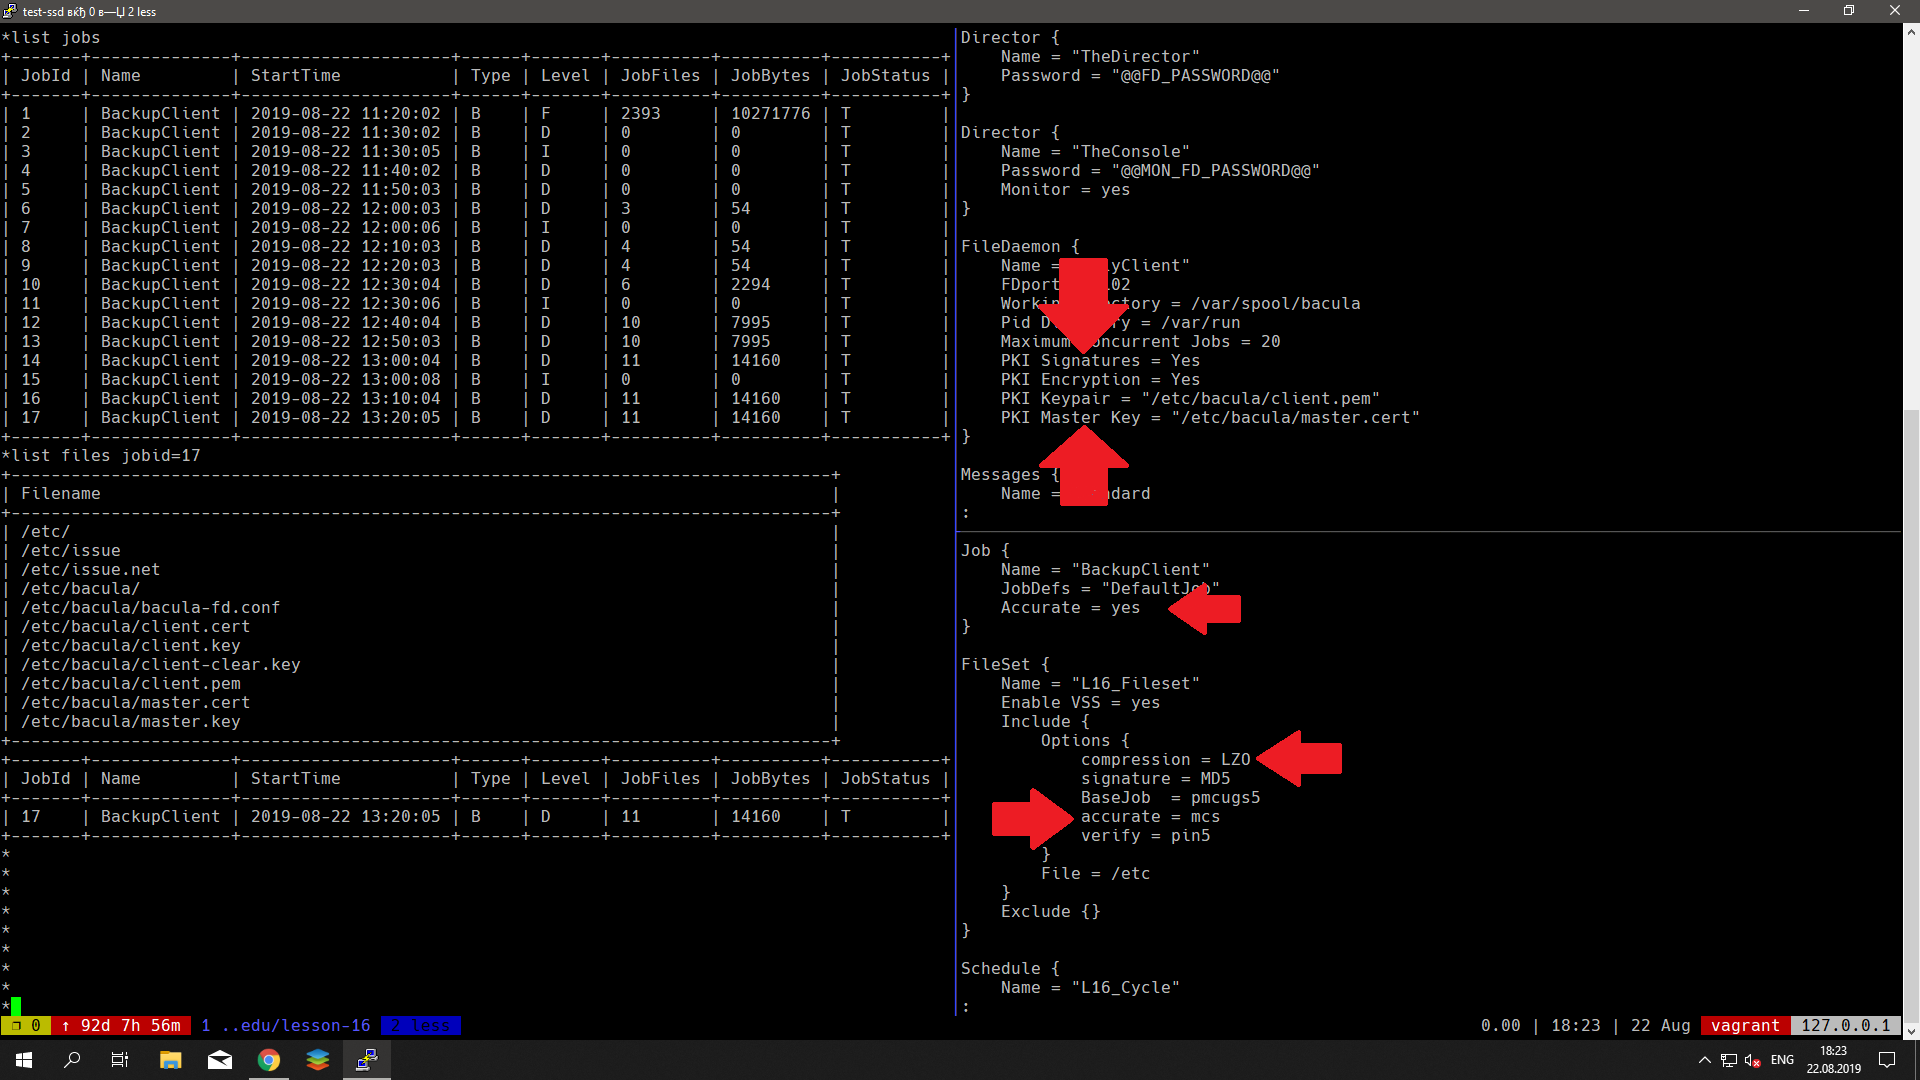 test-ssd вќђ 0 в—Џ 2 less
*list jobs
+-------+--------------+---------------------+------+-------+----------+----------+-----------+
| JobId | Name         | StartTime           | Type | Level | JobFiles | JobBytes | JobStatus |
+-------+--------------+---------------------+------+-------+----------+----------+-----------+
| 1     | BackupClient | 2019-08-22 11:20:02 | B    | F     | 2393     | 10271776 | T         |
| 2     | BackupClient | 2019-08-22 11:30:02 | B    | D     | 0        | 0        | T         |
| 3     | BackupClient | 2019-08-22 11:30:05 | B    | I     | 0        | 0        | T         |
| 4     | BackupClient | 2019-08-22 11:40:02 | B    | D     | 0        | 0        | T         |
| 5     | BackupClient | 2019-08-22 11:50:03 | B    | D     | 0        | 0        | T         |
| 6     | BackupClient | 2019-08-22 12:00:03 | B    | D     | 3        | 54       | T         |
| 7     | BackupClient | 2019-08-22 12:00:06 | B    | I     | 0        | 0        | T         |
| 8     | BackupClient | 2019-08-22 12:10:03 | B    | D     | 4        | 54       | T         |
| 9     | BackupClient | 2019-08-22 12:20:03 | B    | D     | 4        | 54       | T         |
| 10    | BackupClient | 2019-08-22 12:30:04 | B    | D     | 6        | 2294     | T         |
| 11    | BackupClient | 2019-08-22 12:30:06 | B    | I     | 0        | 0        | T         |
| 12    | BackupClient | 2019-08-22 12:40:04 | B    | D     | 10       | 7995     | T         |
| 13    | BackupClient | 2019-08-22 12:50:03 | B    | D     | 10       | 7995     | T         |
| 14    | BackupClient | 2019-08-22 13:00:04 | B    | D     | 11       | 14160    | T         |
| 15    | BackupClient | 2019-08-22 13:00:08 | B    | I     | 0        | 0        | T         |
| 16    | BackupClient | 2019-08-22 13:10:04 | B    | D     | 11       | 14160    | T         |
| 17    | BackupClient | 2019-08-22 13:20:05 | B    | D     | 11       | 14160    | T         |
+-------+--------------+---------------------+------+-------+----------+----------+-----------+
*list files jobid=17
+----------------------------------------------------------------------------------+
| Filename                                                                         |
+----------------------------------------------------------------------------------+
| /etc/                                                                            |
| /etc/issue                                                                       |
| /etc/issue.net                                                                   |
| /etc/bacula/                                                                     |
| /etc/bacula/bacula-fd.conf                                                       |
| /etc/bacula/client.cert                                                          |
| /etc/bacula/client.key                                                           |
| /etc/bacula/client-clear.key                                                     |
| /etc/bacula/client.pem                                                           |
| /etc/bacula/master.cert                                                          |
| /etc/bacula/master.key                                                           |
+----------------------------------------------------------------------------------+
+-------+--------------+---------------------+------+-------+----------+----------+-----------+
| JobId | Name         | StartTime           | Type | Level | JobFiles | JobBytes | JobStatus |
+-------+--------------+---------------------+------+-------+----------+----------+-----------+
| 17    | BackupClient | 2019-08-22 13:20:05 | B    | D     | 11       | 14160    | T         |
+-------+--------------+---------------------+------+-------+----------+----------+-----------+
*
*
*
*
*
*
*
*
*
Director {
    Name = "TheDirector"
    Password = "@@FD_PASSWORD@@"
}
Director {
    Name = "TheConsole"
    Password = "@@MON_FD_PASSWORD@@"
    Monitor = yes
}
FileDaemon {
    Name =
    FDport
    = /var/spool/bacula
    Pid = /var/run
    Maximum Jobs = 20
    PKI Signatures = Yes
    PKI Encryption = Yes
    PKI Keypair = "/etc/bacula/client.pem"
    PKI Master Key = "/etc/bacula/master.cert"
}
Messages {
    Name =
:
Job {
    Name = "BackupClient"
    JobDefs = "DefaultJob"
    Accurate = yes
}
FileSet {
    Name = "L16_Fileset"
    Enable VSS = yes
    Include {
        Options {
            compression = LZO
            signature = MD5
            BaseJob  = pmcugs5
            accurate = mcs
            verify = pin5
        }
        File = /etc
    }
    Exclude {}
}
Schedule {
    Name = "L16_Cycle"
:
❐ 0 ↑ 92d 7h 56m 1 ..edu/lesson-16 2 less 0.00 | 18:23 | 22 Aug vagrant 127.0.0.1
ENG
18:23
22.08.2019